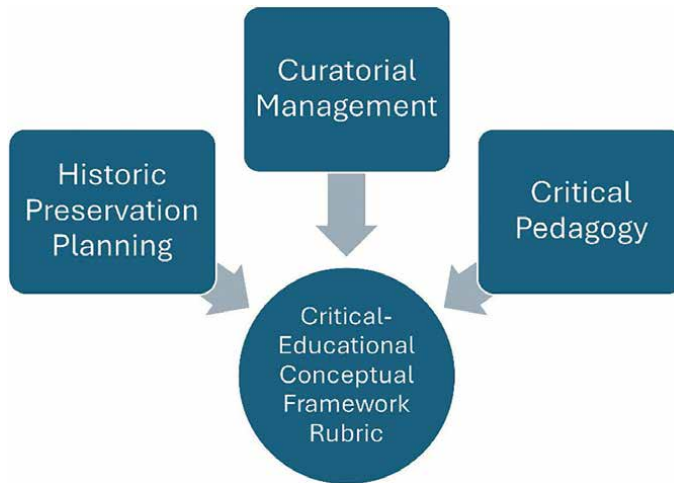 Curatorial
Management
Historic
Preservation
Planning
Critical
Pedagogy
Critical-
Educational
Conceptual
Framework
Rubric